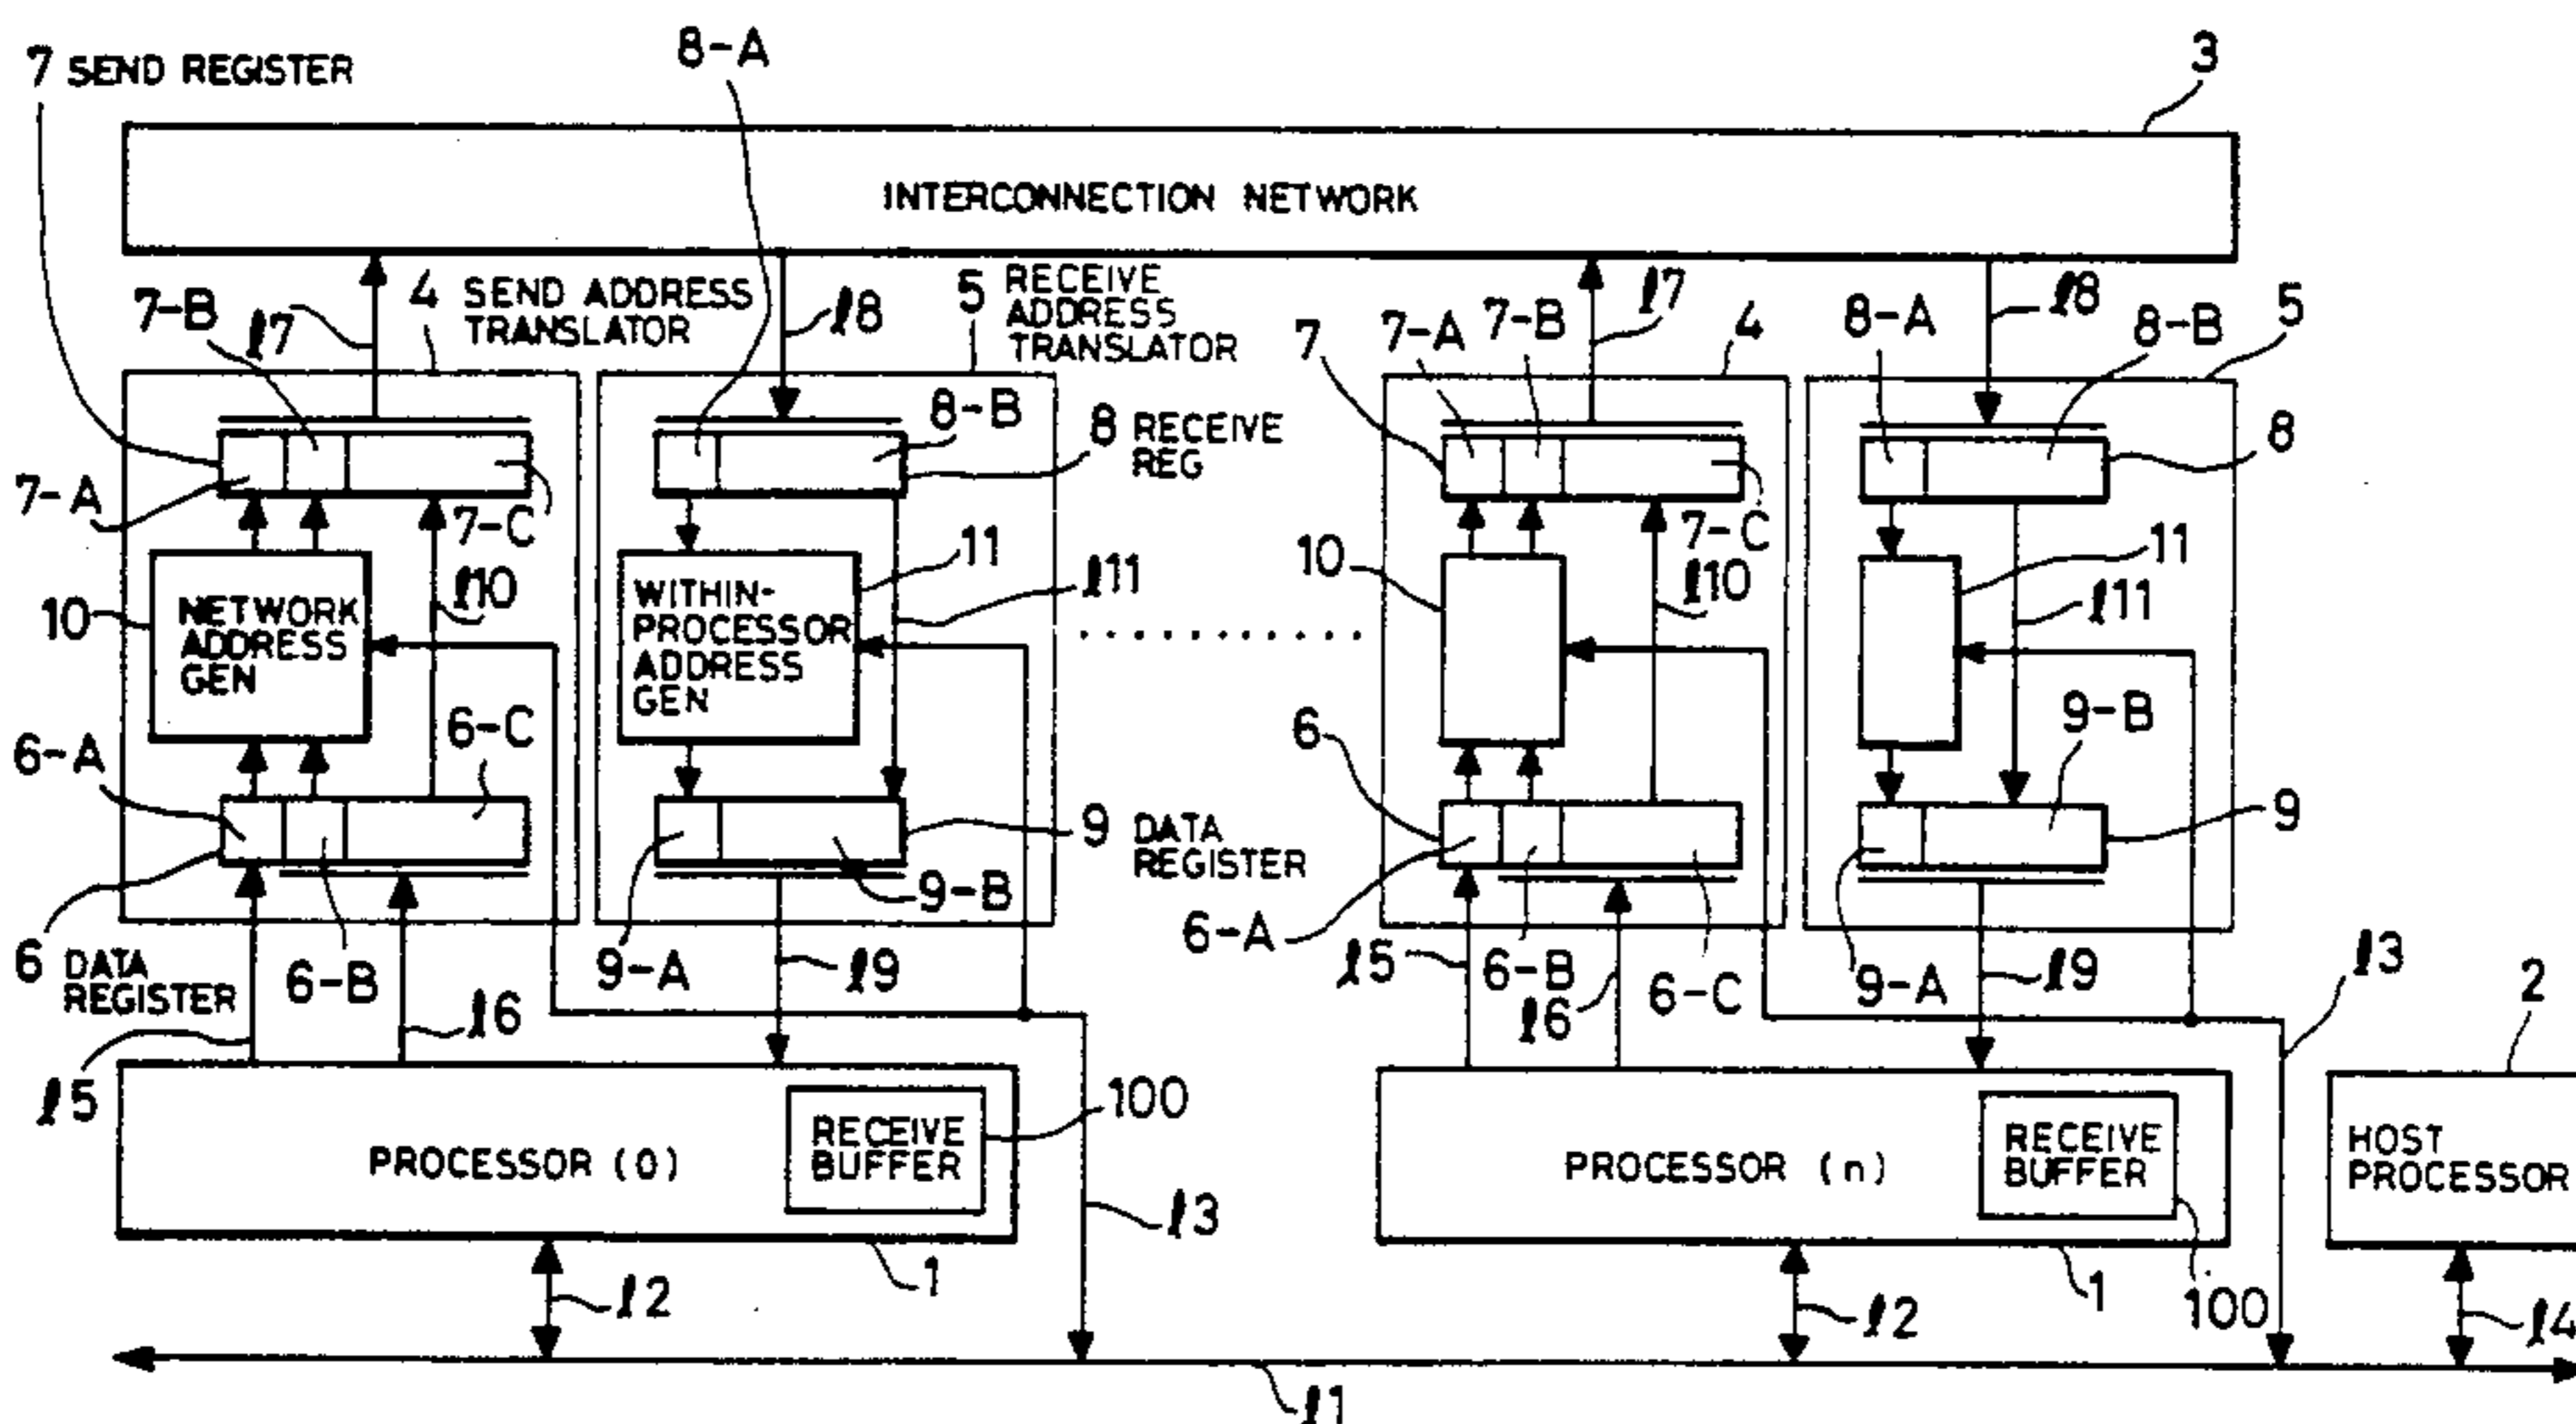 7 SEND REGISTER
8-A
3
INTERCONNECTION NETWORK
7-B
ℓ7
4 SEND ADDRESS
TRANSLATOR
ℓ8
5 RECEIVE
ADDRESS
TRANSLATOR
7
7-A
7-B
ℓ7
4
8-A
ℓ8
8-B
5
7-A
7-C
8-B
8 RECEIVE
REG
7-C
8
10
NETWORK
ADDRESS
GEN
ℓ10
WITHIN-
PROCESSOR
ADDRESS
GEN
11
ℓ11
10
ℓ10
11
ℓ11
6-A
6-C
6
9-B
9 DATA
REGISTER
9
6 DATA
REGISTER
6-B
9-A
9-B
ℓ9
6-A
ℓ5
6-B
ℓ6
6-C
9-A
ℓ9
ℓ3
2
ℓ5
ℓ6
PROCESSOR (0)
RECEIVE
BUFFER
100
PROCESSOR (n)
RECEIVE
BUFFER
HOST
PROCESSOR
ℓ3
ℓ2
1
ℓ2
1
100
ℓ4
ℓ1